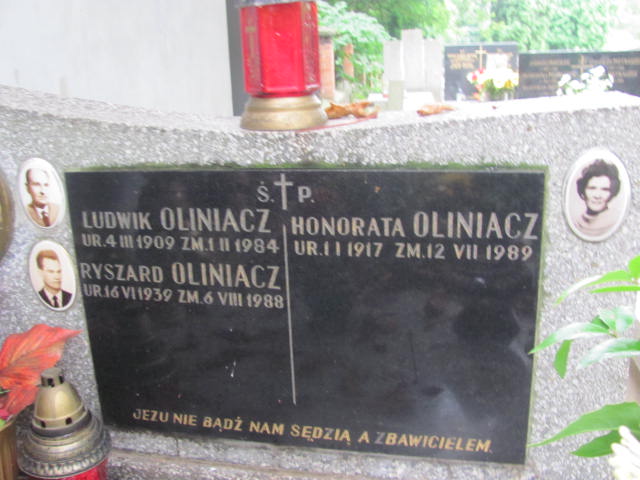 Ś. P.
LUDWIK OLINIACZ
UR.4 III 1909 ZM.1 II 1984
RYSZARD OLINIACZ
UR.16 VI 1939 ZM.6 VIII 1988
HONORATA OLINIACZ
UR.1 I 1917 ZM.12 VII 1989
JEZU NIE BĄDŹ NAM SĘDZIĄ A ZBAWICIELEM.